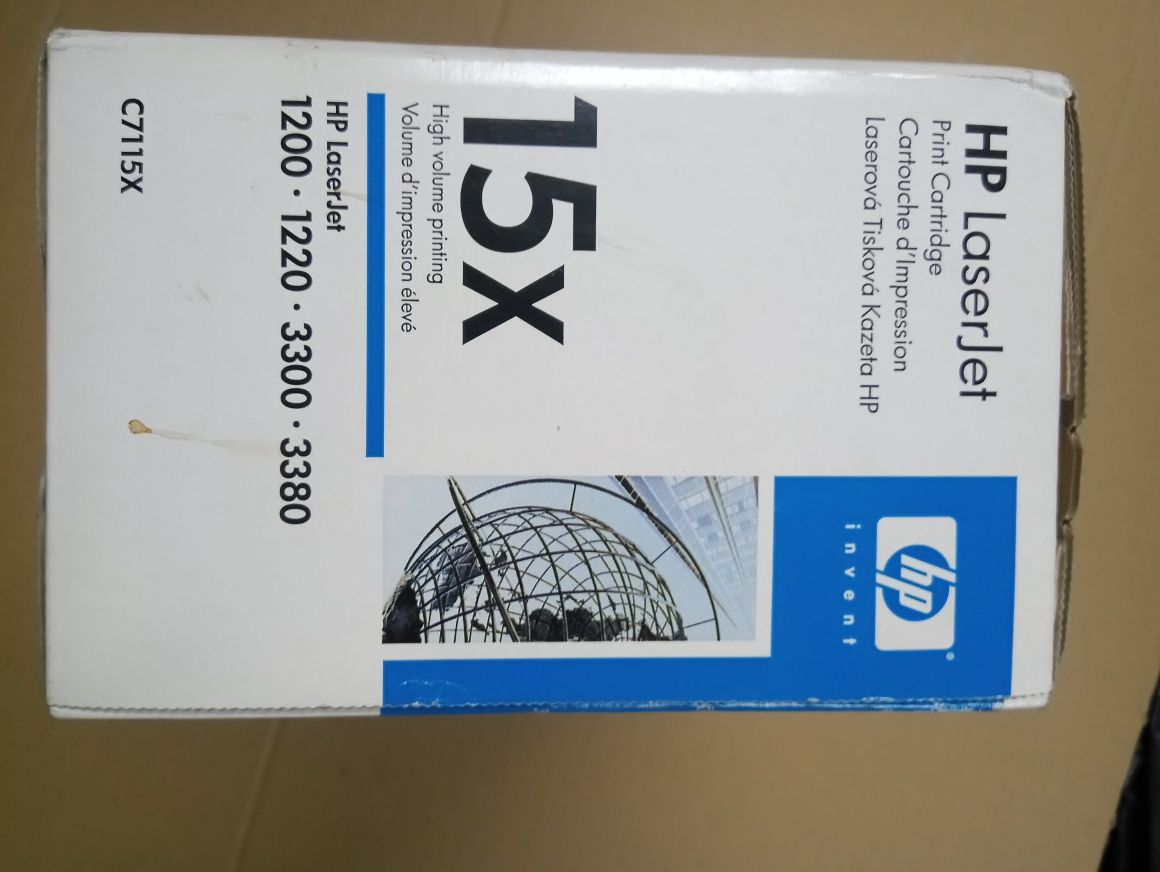 HP LaserJet
Print Cartridge
Cartouche d'Impression
Laserová Tisková Kazeta HP
hp®
invent
15X
High volume printing
Volume d'impression élevé
HP LaserJet
1200 · 1220 · 3300 · 3380
C7115X